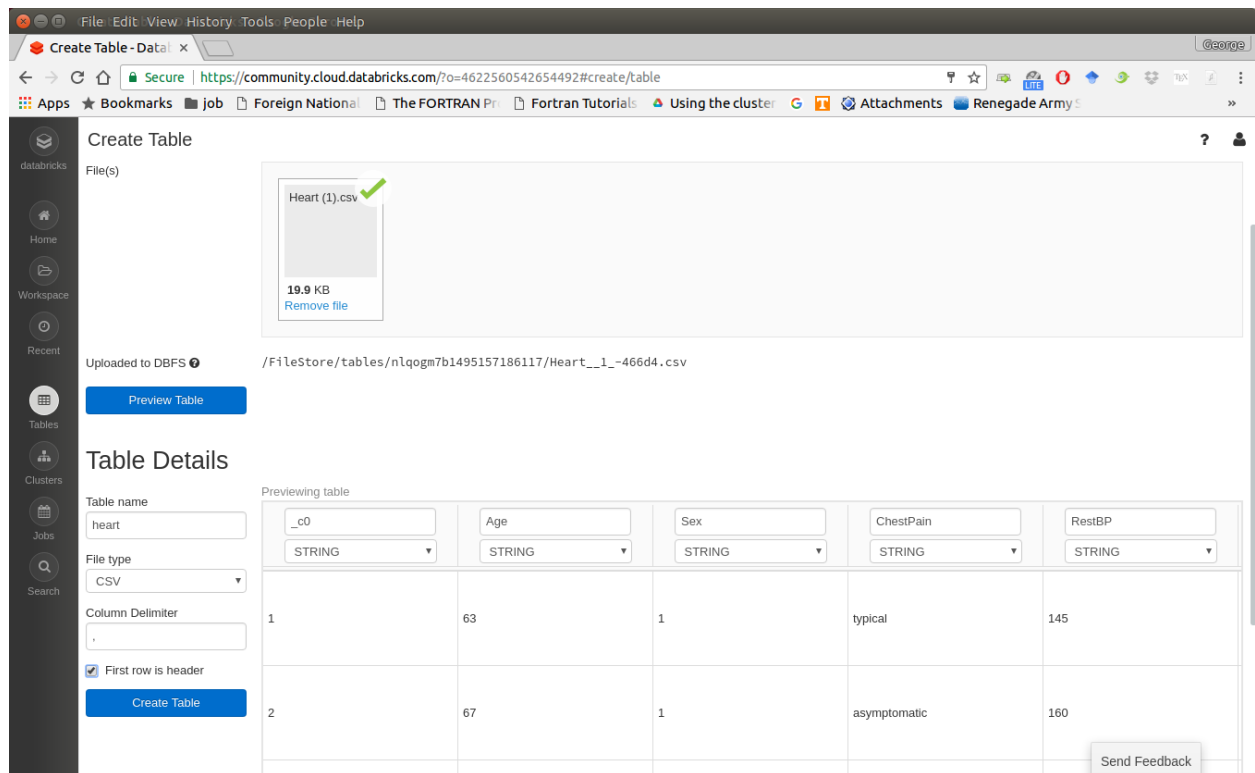 File Edit View History Tools People Help
Create Table - Datab
George
Secure https://community.cloud.databricks.com/?o=4622560542654492#create/table
LITE
Apps Bookmarks job Foreign National The FORTRAN Pr Fortran Tutorials Using the cluster G T Attachments Renegade Army S »
databricks
Create Table
?
File(s)
Heart (1).csv
19.9 KB
Remove file
Home
Workspace
Recent
Uploaded to DBFS ? /FileStore/tables/nlqogm7b1495157186117/Heart__1_-466d4.csv
Preview Table
Tables
Table Details
Clusters
Previewing table
Table name
heart
_c0 Age Sex ChestPain RestBP
STRING STRING STRING STRING STRING
Jobs
File type
CSV
Search
Column Delimiter
,
1 63 1 typical 145
First row is header
Create Table
2 67 1 asymptomatic 160
Send Feedback